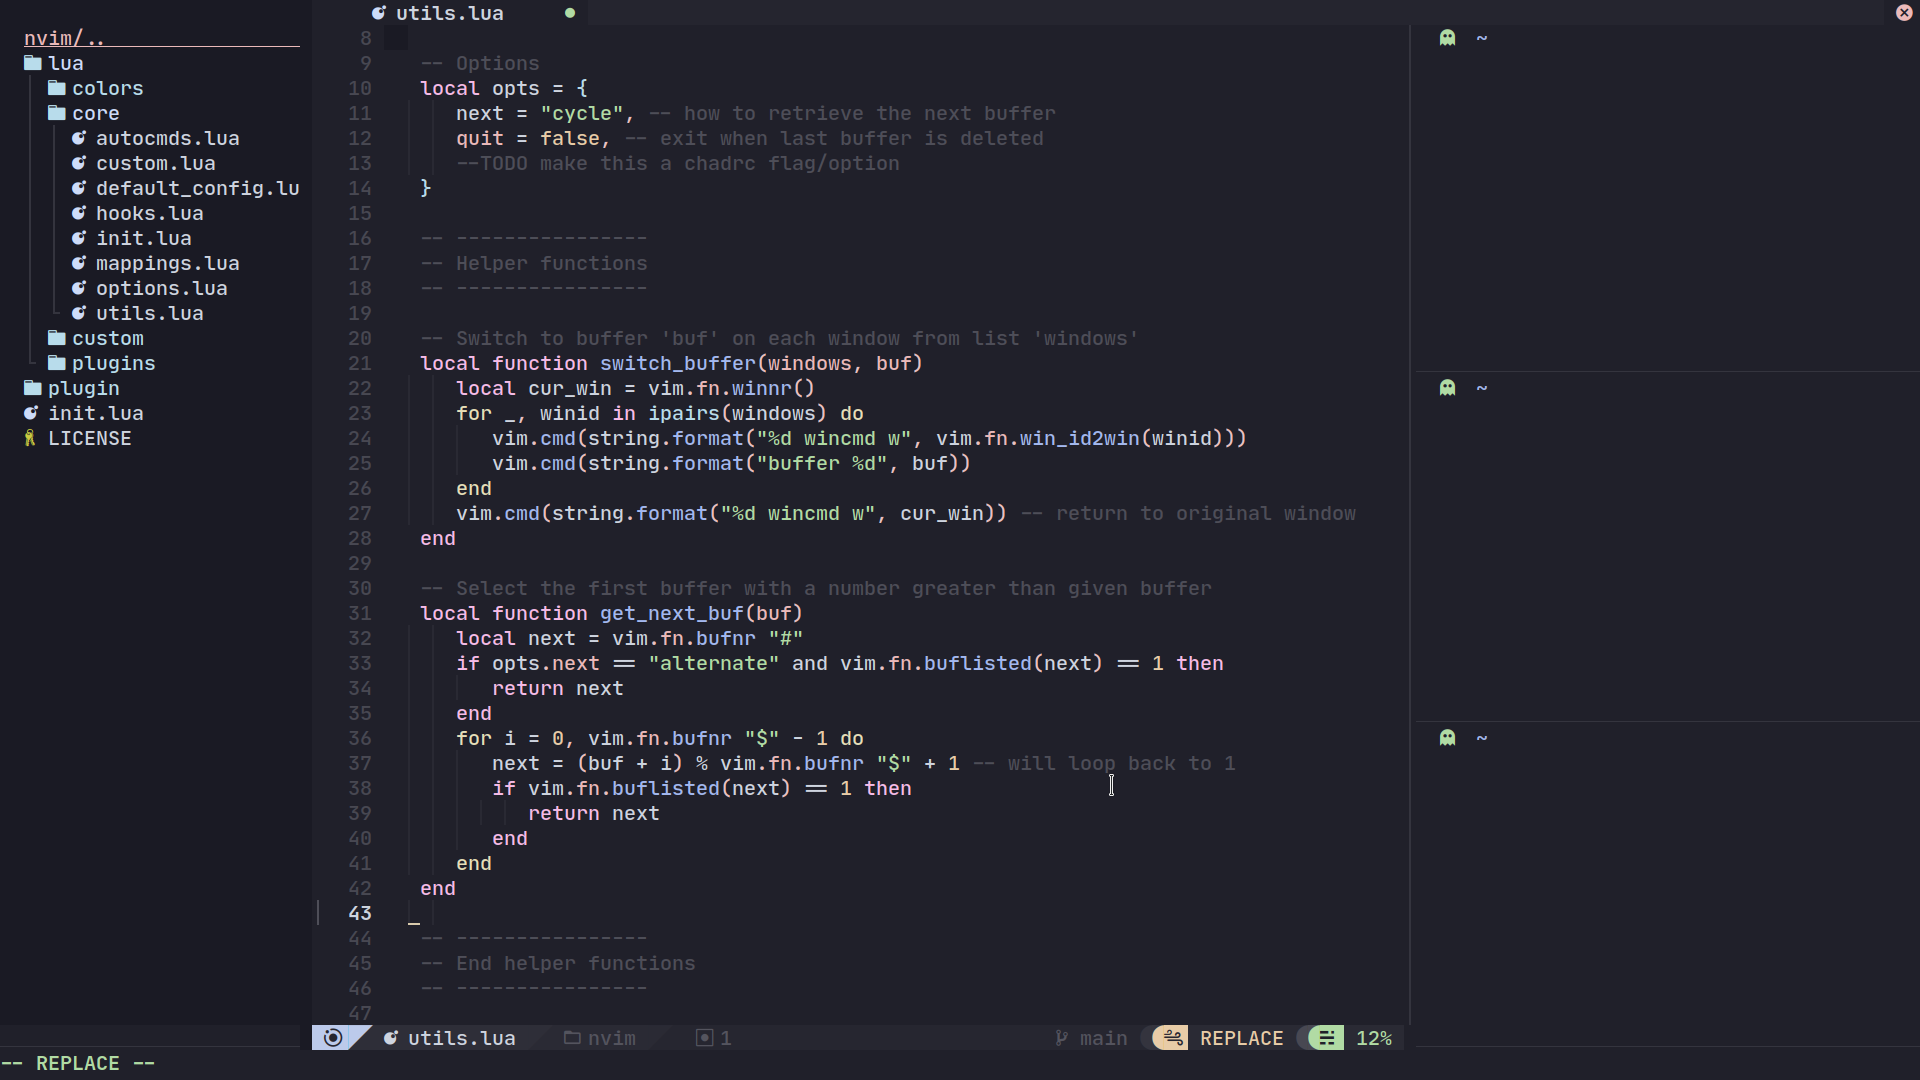 utils.lua
nvim/..
lua
colors
core
autocmds.lua
custom.lua
default_config.lu
hooks.lua
init.lua
mappings.lua
options.lua
utils.lua
custom
plugins
plugin
init.lua
LICENSE
8
9 -- Options
10 local opts = {
11 next = "cycle", -- how to retrieve the next buffer
12 quit = false, -- exit when last buffer is deleted
13 --TODO make this a chadrc flag/option
14 }
15
16 -- ----------------
17 -- Helper functions
18 -- ----------------
19
20 -- Switch to buffer 'buf' on each window from list 'windows'
21 local function switch_buffer(windows, buf)
22 local cur_win = vim.fn.winnr()
23 for _, winid in ipairs(windows) do
24 vim.cmd(string.format("%d wincmd w", vim.fn.win_id2win(winid)))
25 vim.cmd(string.format("buffer %d", buf))
26 end
27 vim.cmd(string.format("%d wincmd w", cur_win)) -- return to original window
28 end
29
30 -- Select the first buffer with a number greater than given buffer
31 local function get_next_buf(buf)
32 local next = vim.fn.bufnr "#"
33 if opts.next == "alternate" and vim.fn.buflisted(next) == 1 then
34 return next
35 end
36 for i = 0, vim.fn.bufnr "$" - 1 do
37 next = (buf + i) % vim.fn.bufnr "$" + 1 -- will loop back to 1
38 if vim.fn.buflisted(next) == 1 then
39 return next
40 end
41 end
42 end
43
44 -- ----------------
45 -- End helper functions
46 -- ----------------
47
~
~
~
utils.lua nvim 1 main REPLACE 12%
-- REPLACE --